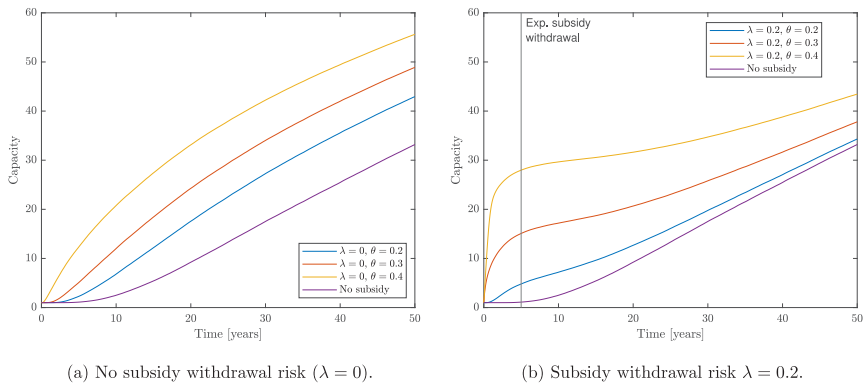 60
50
40
30
20
10
0
0
10
20
30
40
50
Capacity
Time [years]
λ = 0, θ = 0.2
λ = 0, θ = 0.3
λ = 0, θ = 0.4
No subsidy
(a) No subsidy withdrawal risk (λ = 0).
60
50
40
30
20
10
0
0
10
20
30
40
50
Capacity
Time [years]
Exp. subsidy
withdrawal
λ = 0.2, θ = 0.2
λ = 0.2, θ = 0.3
λ = 0.2, θ = 0.4
No subsidy
(b) Subsidy withdrawal risk λ = 0.2.